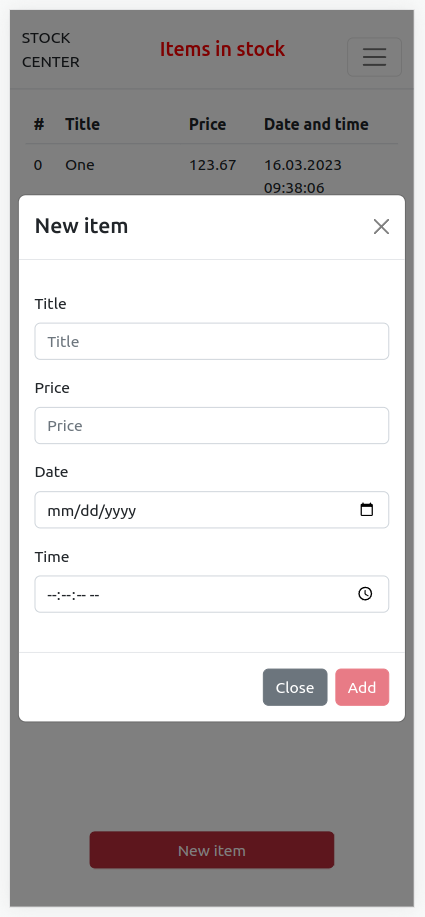 STOCK
CENTER
Items in stock
# Title Price Date and time
0 One 123.67 16.03.2023
09:38:06
New item
Title
Title
Price
Price
Date
mm/dd/yyyy
Time
--:--:-- --
Close Add
New item